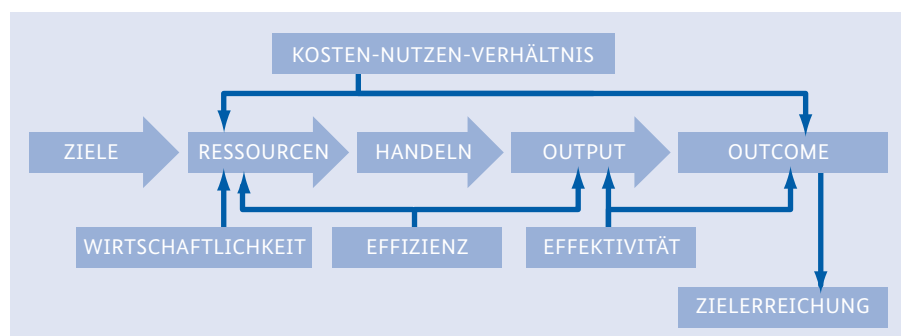 KOSTEN-NUTZEN-VERHÄLTNIS
ZIELE
RESSOURCEN
HANDELN
OUTPUT
OUTCOME
WIRTSCHAFTLICHKEIT
EFFIZIENZ
EFFEKTIVITÄT
ZIELERREICHUNG